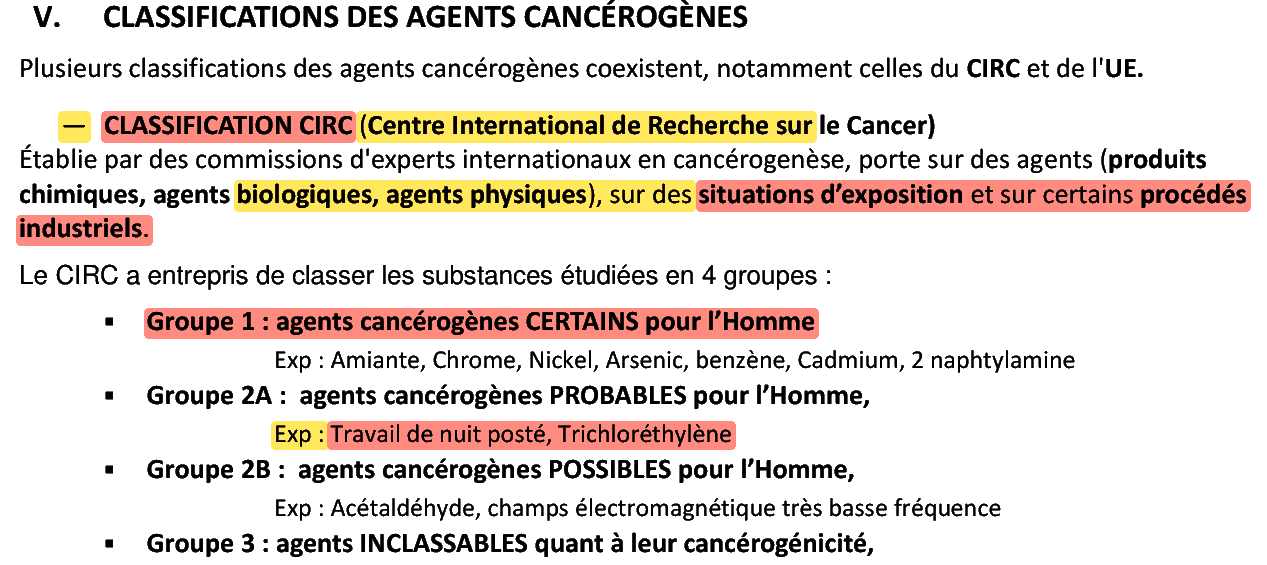 V. CLASSIFICATIONS DES AGENTS CANCÉROGÈNES
Plusieurs classifications des agents cancérogènes coexistent, notamment celles du CIRC et de l'UE.
— CLASSIFICATION CIRC (Centre International de Recherche sur le Cancer)
Établie par des commissions d'experts internationaux en cancérogenèse, porte sur des agents (produits
chimiques, agents biologiques, agents physiques), sur des situations d’exposition et sur certains procédés
industriels.
Le CIRC a entrepris de classer les substances étudiées en 4 groupes :
▪ Groupe 1 : agents cancérogènes CERTAINS pour l’Homme
Exp : Amiante, Chrome, Nickel, Arsenic, benzène, Cadmium, 2 naphtylamine
▪ Groupe 2A : agents cancérogènes PROBABLES pour l’Homme,
Exp : Travail de nuit posté, Trichloréthylène
▪ Groupe 2B : agents cancérogènes POSSIBLES pour l’Homme,
Exp : Acétaldéhyde, champs électromagnétique très basse fréquence
▪ Groupe 3 : agents INCLASSABLES quant à leur cancérogénicité,